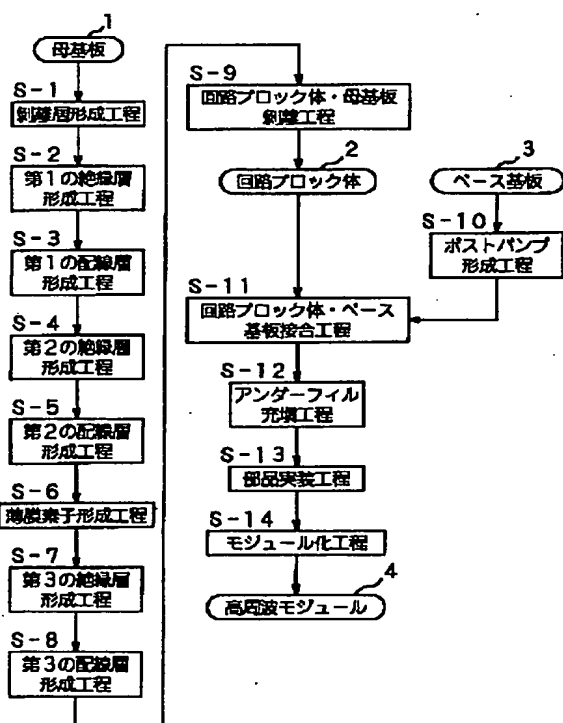 1
母基板
S-1
剝離層形成工程
S-2
第1の絶縁層
形成工程
S-3
第1の配線層
形成工程
S-4
第2の絶縁層
形成工程
S-5
第2の配線層
形成工程
S-6
薄膜素子形成工程
S-7
第3の絶縁層
形成工程
S-8
第3の配線層
形成工程
S-9
回路ブロック体・母基板
剝離工程
2
回路ブロック体
3
ベース基板
S-10
ポストバンプ
形成工程
S-11
回路ブロック体・ベース
基板接合工程
S-12
アンダーフィル
充塡工程
S-13
部品実装工程
S-14
モジュール化工程
4
高周波モジュール